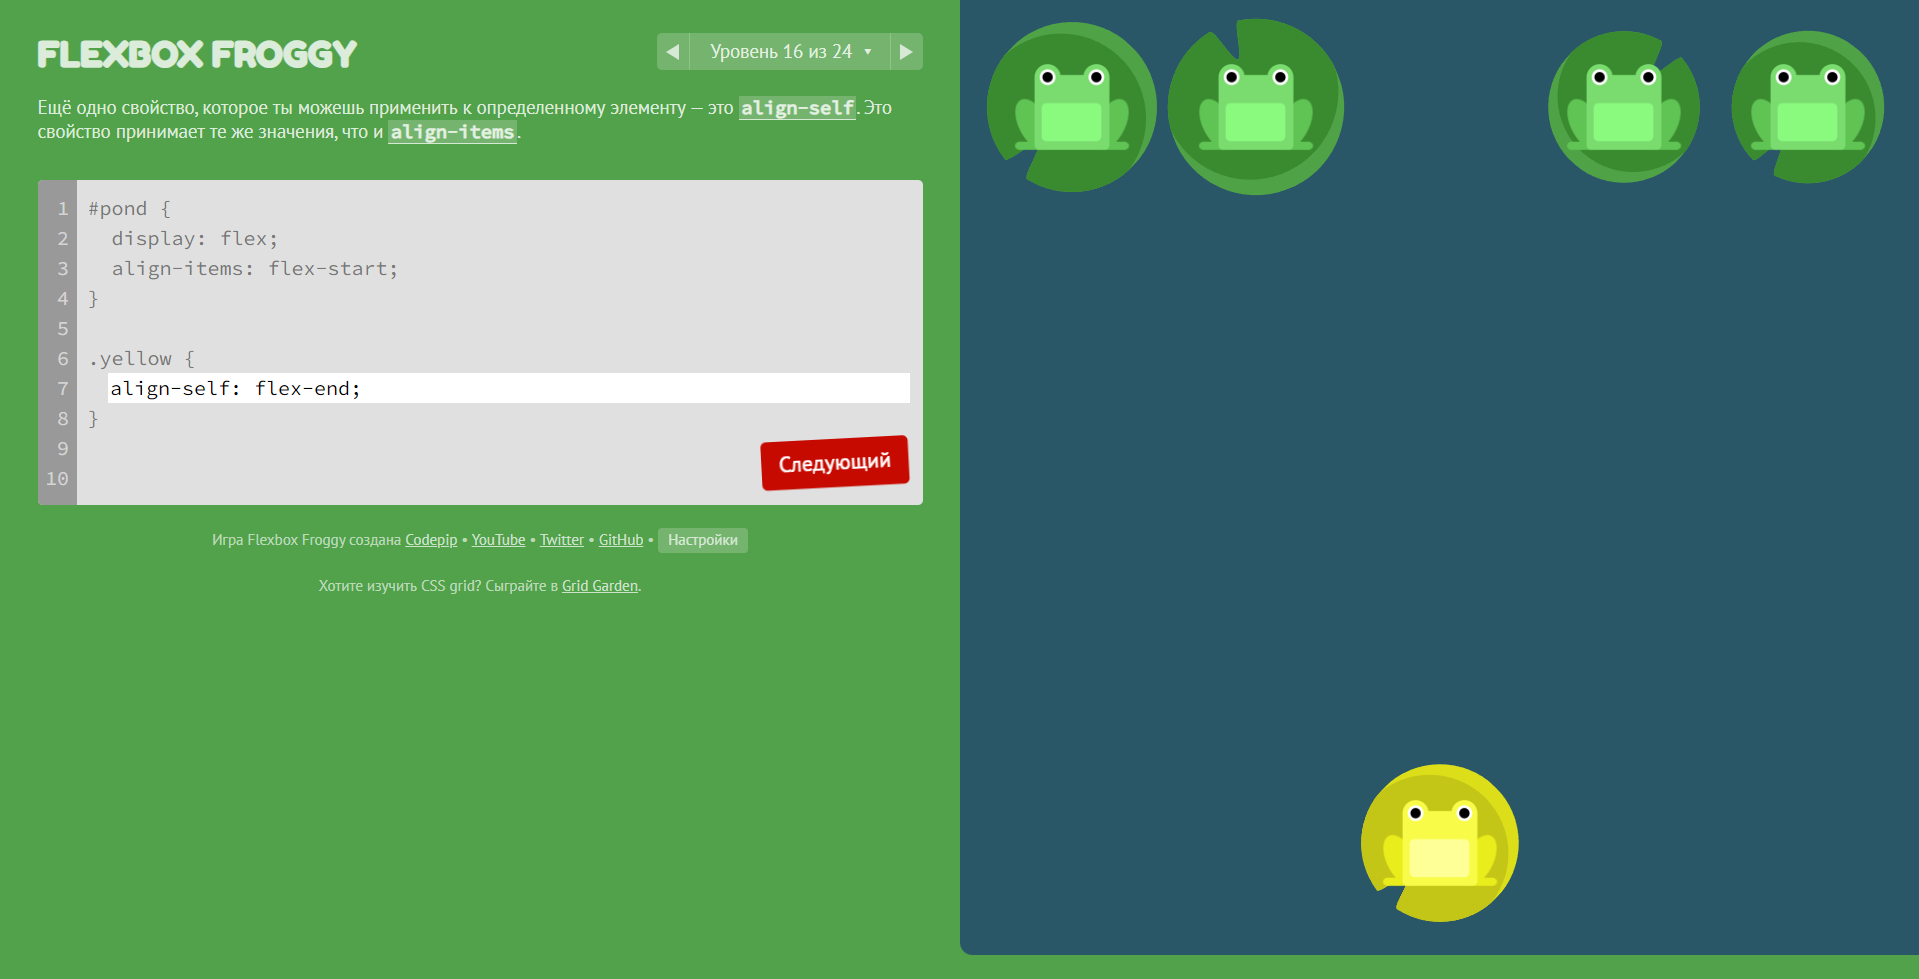 FLEXBOX FROGGY
◀ Уровень 16 из 24 ▼ ▶
Ещё одно свойство, которое ты можешь применить к определенному элементу — это align-self. Это
свойство принимает те же значения, что и align-items.
1 #pond {
2 display: flex;
3 align-items: flex-start;
4 }
5
6 .yellow {
7 align-self: flex-end;
8 }
9
10
Следующий
Игра Flexbox Froggy создана Codepip • YouTube • Twitter • GitHub • Настройки
Хотите изучить CSS grid? Сыграйте в Grid Garden.